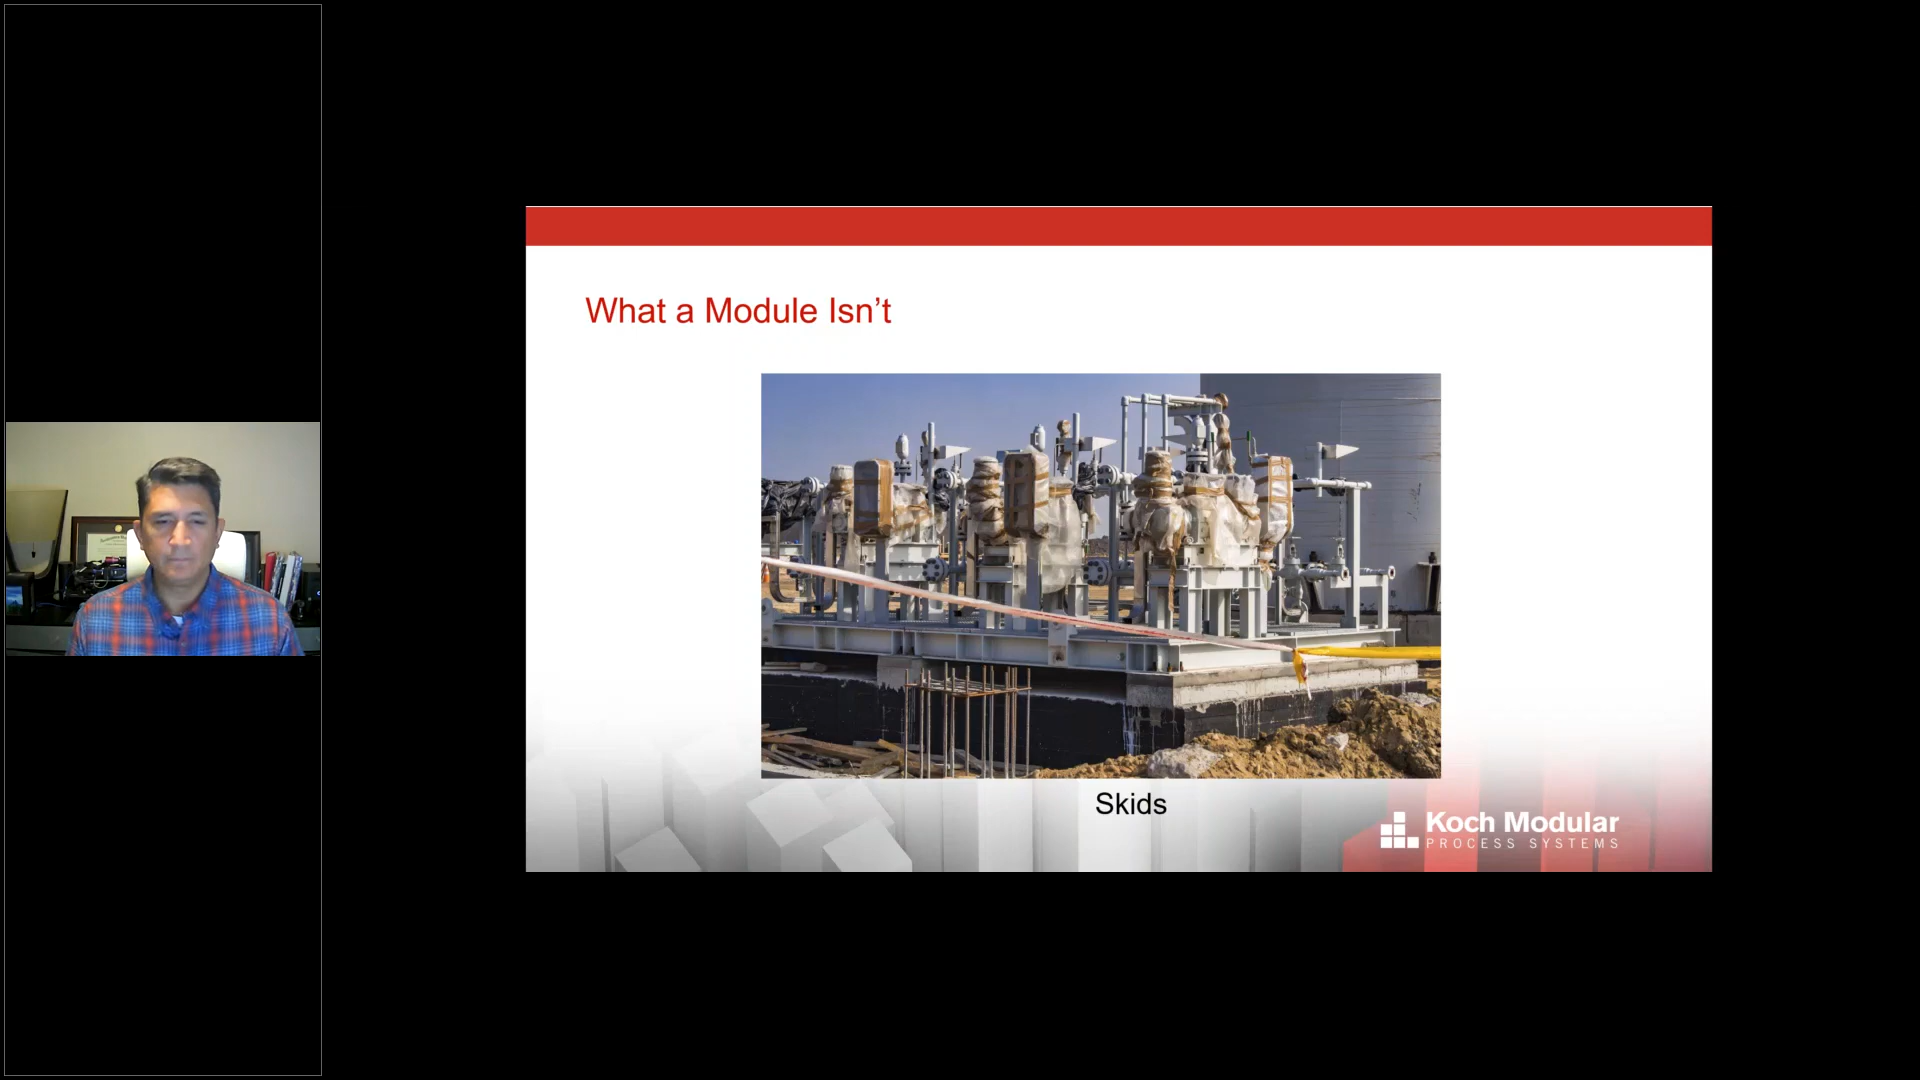 What a Module Isn’t
Skids
Koch Modular
PROCESS SYSTEMS